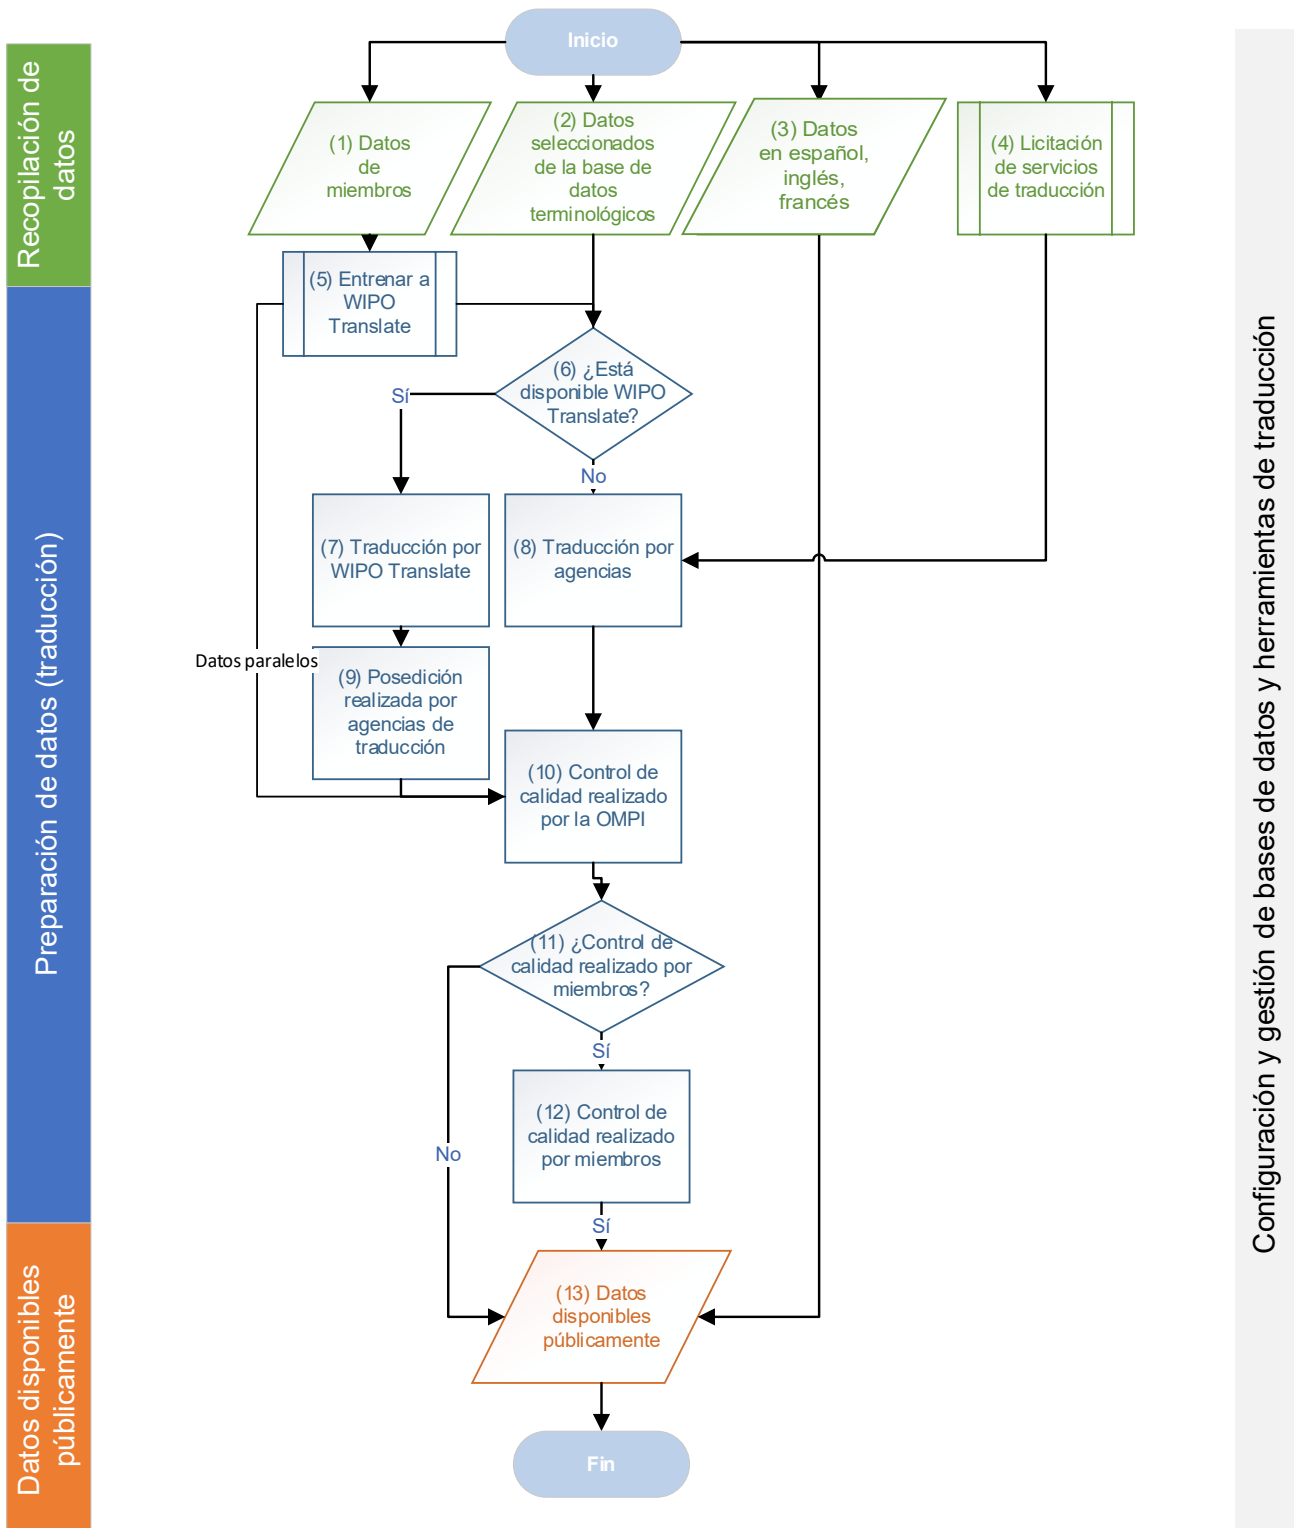 Inicio
Recopilación de
datos
(1) Datos
de
miembros
(2) Datos
seleccionados
de la base de
datos
terminológicos
(3) Datos
en español,
inglés,
francés
(4) Licitación
de servicios
de traducción
(5) Entrenar a
WIPO
Translate
(6) ¿Está
disponible WIPO
Translate?
Sí
No
Preparación de datos (traducción)
(7) Traducción por
WIPO Translate
(8) Traducción por
agencias
Datos paralelos
(9) Posedición
realizada por
agencias de
traducción
(10) Control de
calidad realizado
por la OMPI
(11) ¿Control de
calidad realizado por
miembros?
Sí
No
(12) Control de
calidad realizado
por miembros
Sí
Datos disponibles
públicamente
(13) Datos
disponibles
públicamente
Fin
Configuración y gestión de bases de datos y herramientas de traducción